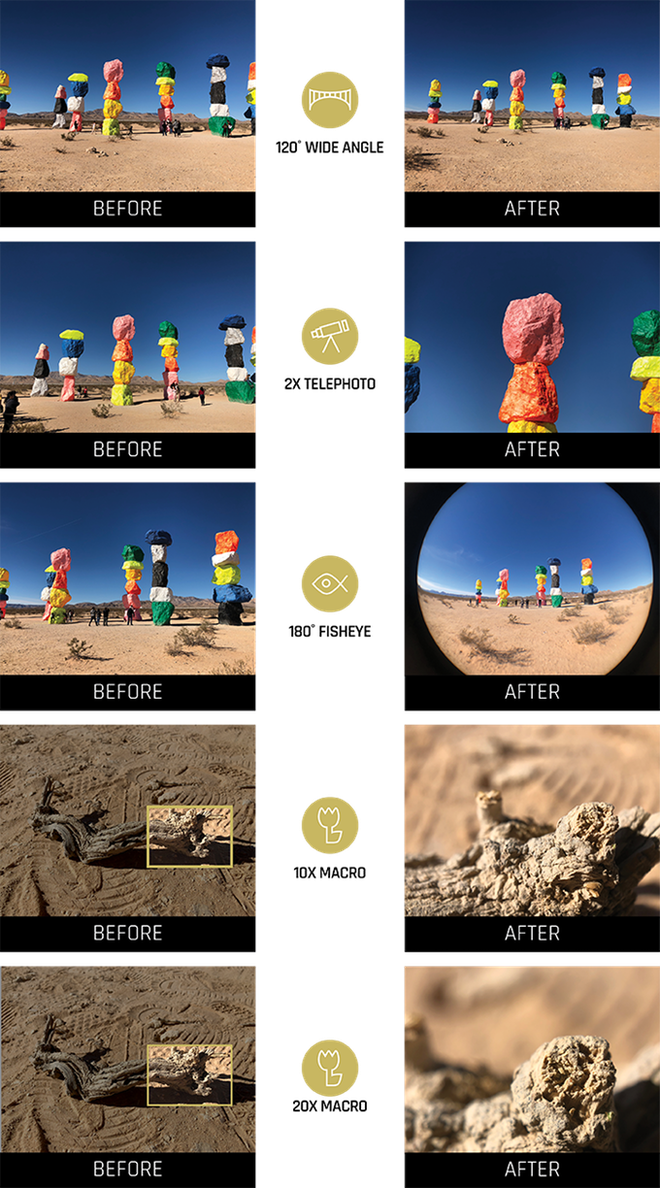 120° WIDE ANGLE
BEFORE
AFTER
2X TELEPHOTO
BEFORE
AFTER
180° FISHEYE
BEFORE
AFTER
10X MACRO
BEFORE
AFTER
20X MACRO
BEFORE
AFTER